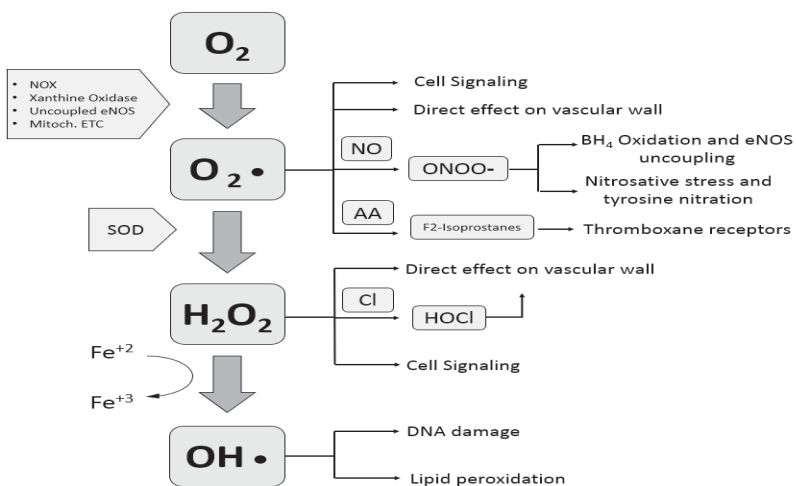 O₂
• NOX
• Xanthine Oxidase
• Uncoupled eNOS
• Mitoch. ETC
Cell Signaling
Direct effect on vascular wall
O₂•
NO
ONOO-
BH₄ Oxidation and eNOS
uncoupling
Nitrosative stress and
tyrosine nitration
AA
F2-Isoprostanes
Thromboxane receptors
SOD
Direct effect on vascular wall
H₂O₂
Cl
HOCl
Cell Signaling
Fe⁺²
Fe⁺³
OH •
DNA damage
Lipid peroxidation